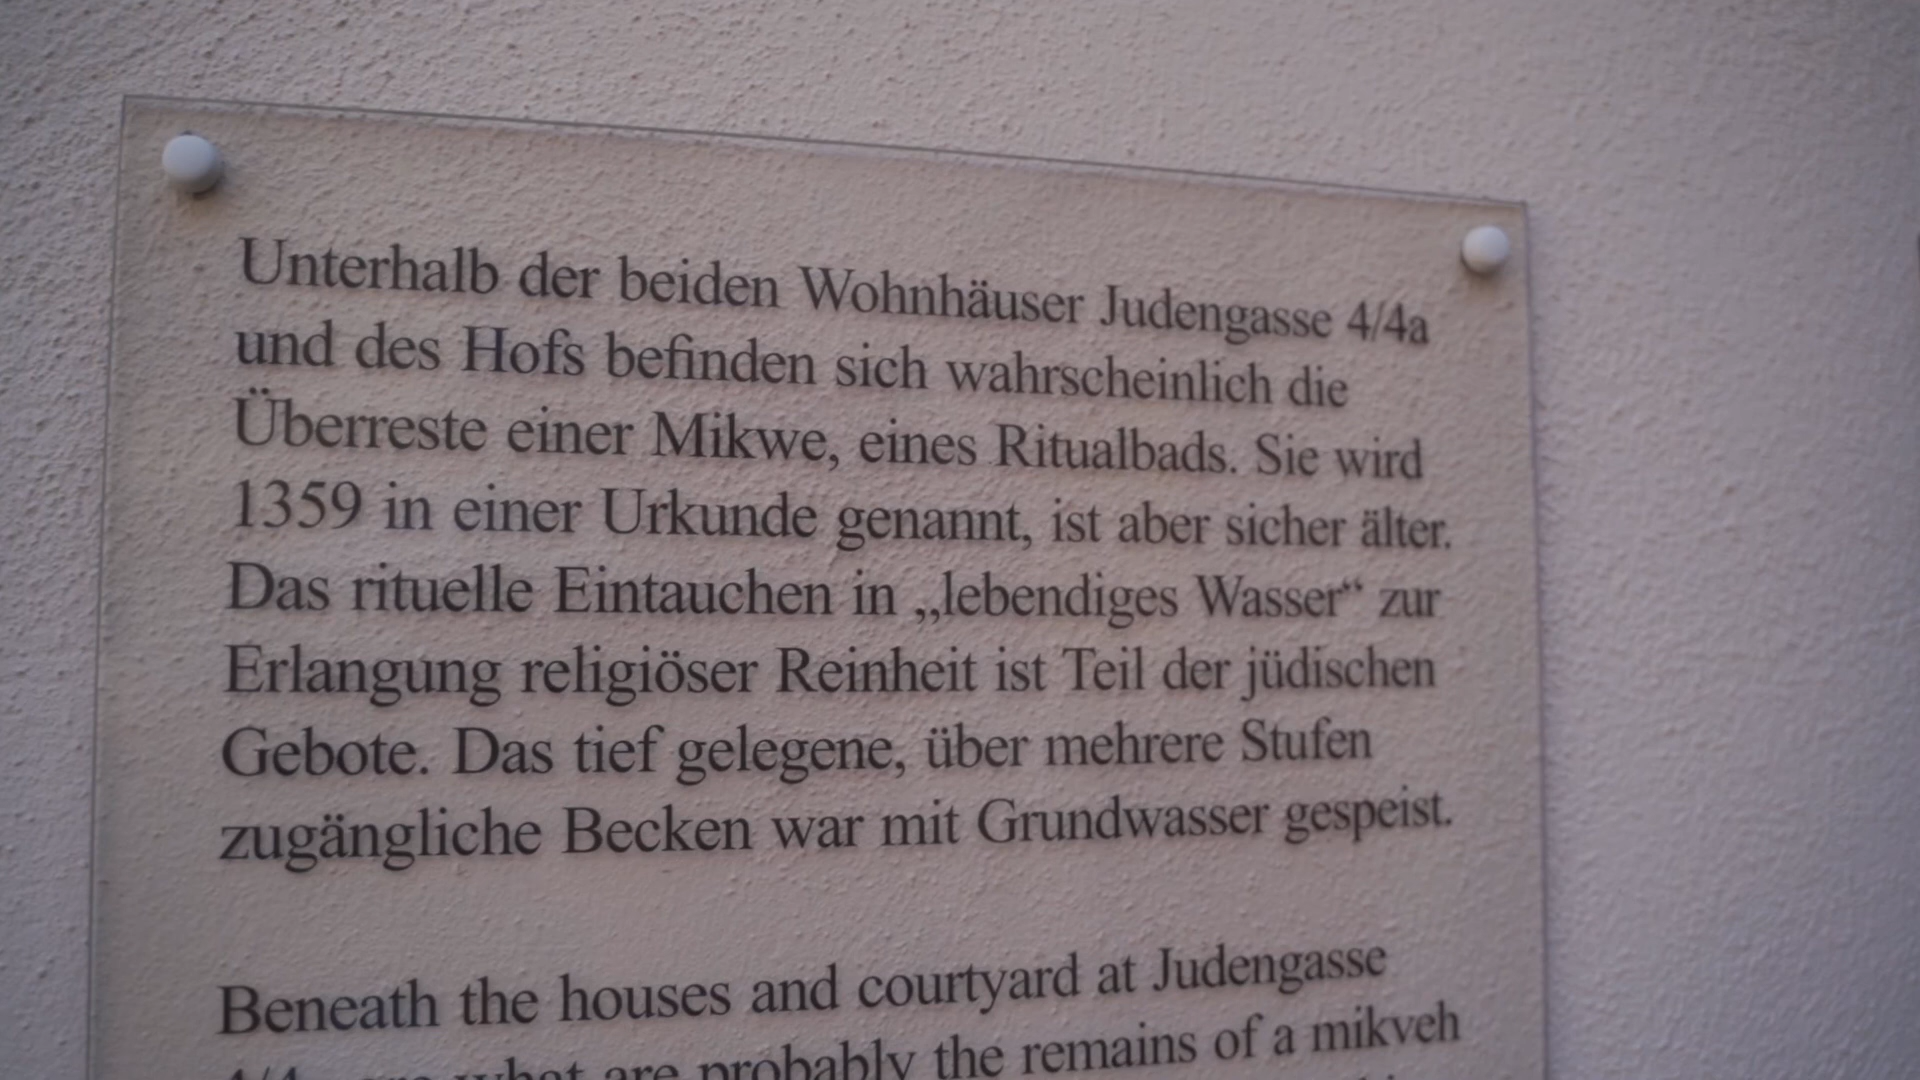 Unterhalb der beiden Wohnhäuser Judengasse 4/4a
und des Hofs befinden sich wahrscheinlich die
Überreste einer Mikwe, eines Ritualbads. Sie wird
1359 in einer Urkunde genannt, ist aber sicher älter.
Das rituelle Eintauchen in „lebendiges Wasser“ zur
Erlangung religiöser Reinheit ist Teil der jüdischen
Gebote. Das tief gelegene, über mehrere Stufen
zugängliche Becken war mit Grundwasser gespeist.
Beneath the houses and courtyard at Judengasse
what are probably the remains of a mikveh